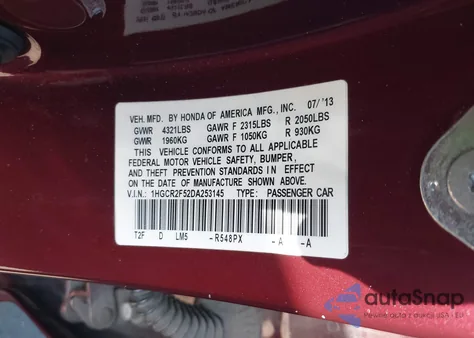 VEH. MFD. BY HONDA OF AMERICA MFG., INC. 07/'13
GVWR 4321LBS GAWR F 2315LBS R 2050LBS
GVWR 1960KG GAWR F 1050KG R 930KG
THIS VEHICLE CONFORMS TO ALL APPLICABLE
FEDERAL MOTOR VEHICLE SAFETY, BUMPER,
AND THEFT PREVENTION STANDARDS IN EFFECT
ON THE DATE OF MANUFACTURE SHOWN ABOVE.
V.I.N.: 1HGCR2F52DA253145 TYPE: PASSENGER CAR
T2F D LM5 -R548PX -A -A
autoSnap